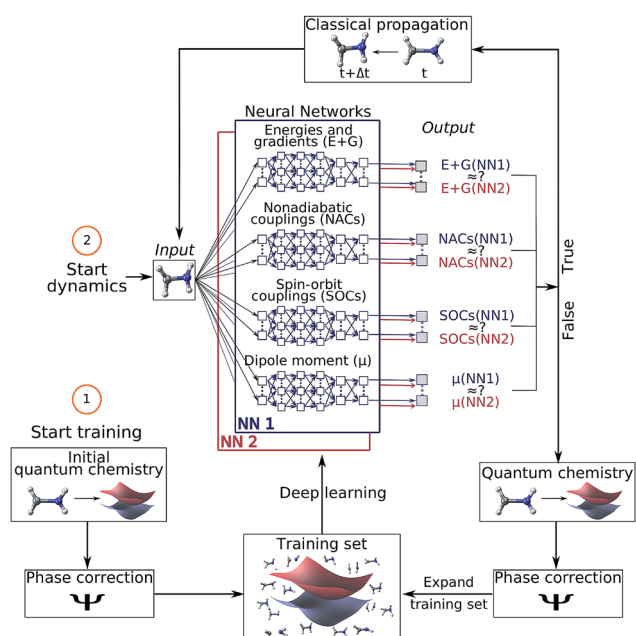 Classical propagation
t+Δt
t
Neural Networks
Output
Energies and
gradients (E+G)
E+G(NN1)
≈?
E+G(NN2)
Nonadiabatic
couplings (NACs)
NACs(NN1)
≈?
NACs(NN2)
2
Start
dynamics
Input
True
False
Spin-orbit
couplings (SOCs)
SOCs(NN1)
≈?
SOCs(NN2)
Dipole moment (μ)
μ(NN1)
≈?
μ(NN2)
NN 1
NN 2
1
Start training
Initial
quantum chemistry
Deep learning
Quantum chemistry
Phase correction
Ψ
Training set
Expand
training set
Phase correction
Ψ